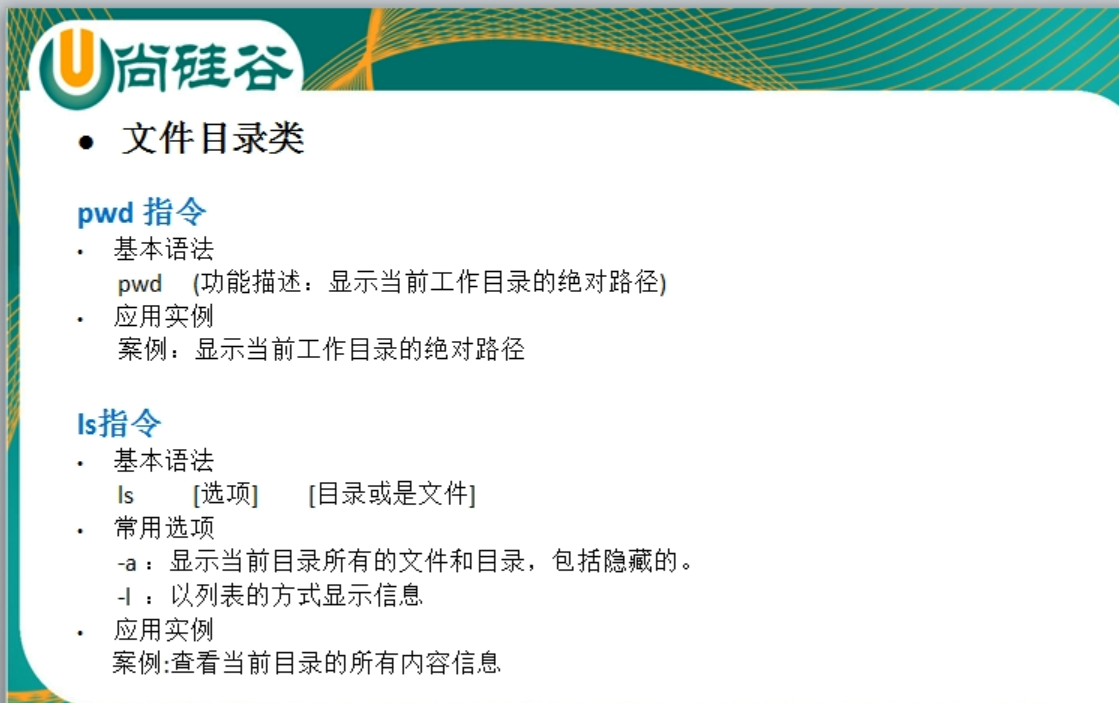 尚硅谷
● 文件目录类
pwd 指令
· 基本语法
pwd (功能描述：显示当前工作目录的绝对路径)
· 应用实例
案例：显示当前工作目录的绝对路径
ls指令
· 基本语法
ls [选项] [目录或是文件]
· 常用选项
-a ：显示当前目录所有的文件和目录，包括隐藏的。
-l ：以列表的方式显示信息
· 应用实例
案例:查看当前目录的所有内容信息